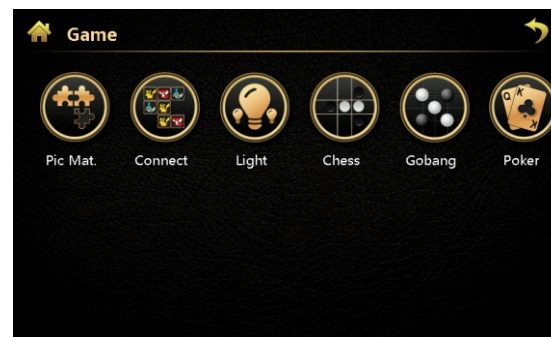 Game
Q K
K
Pic Mat.
Connect
Light
Chess
Gobang
Poker